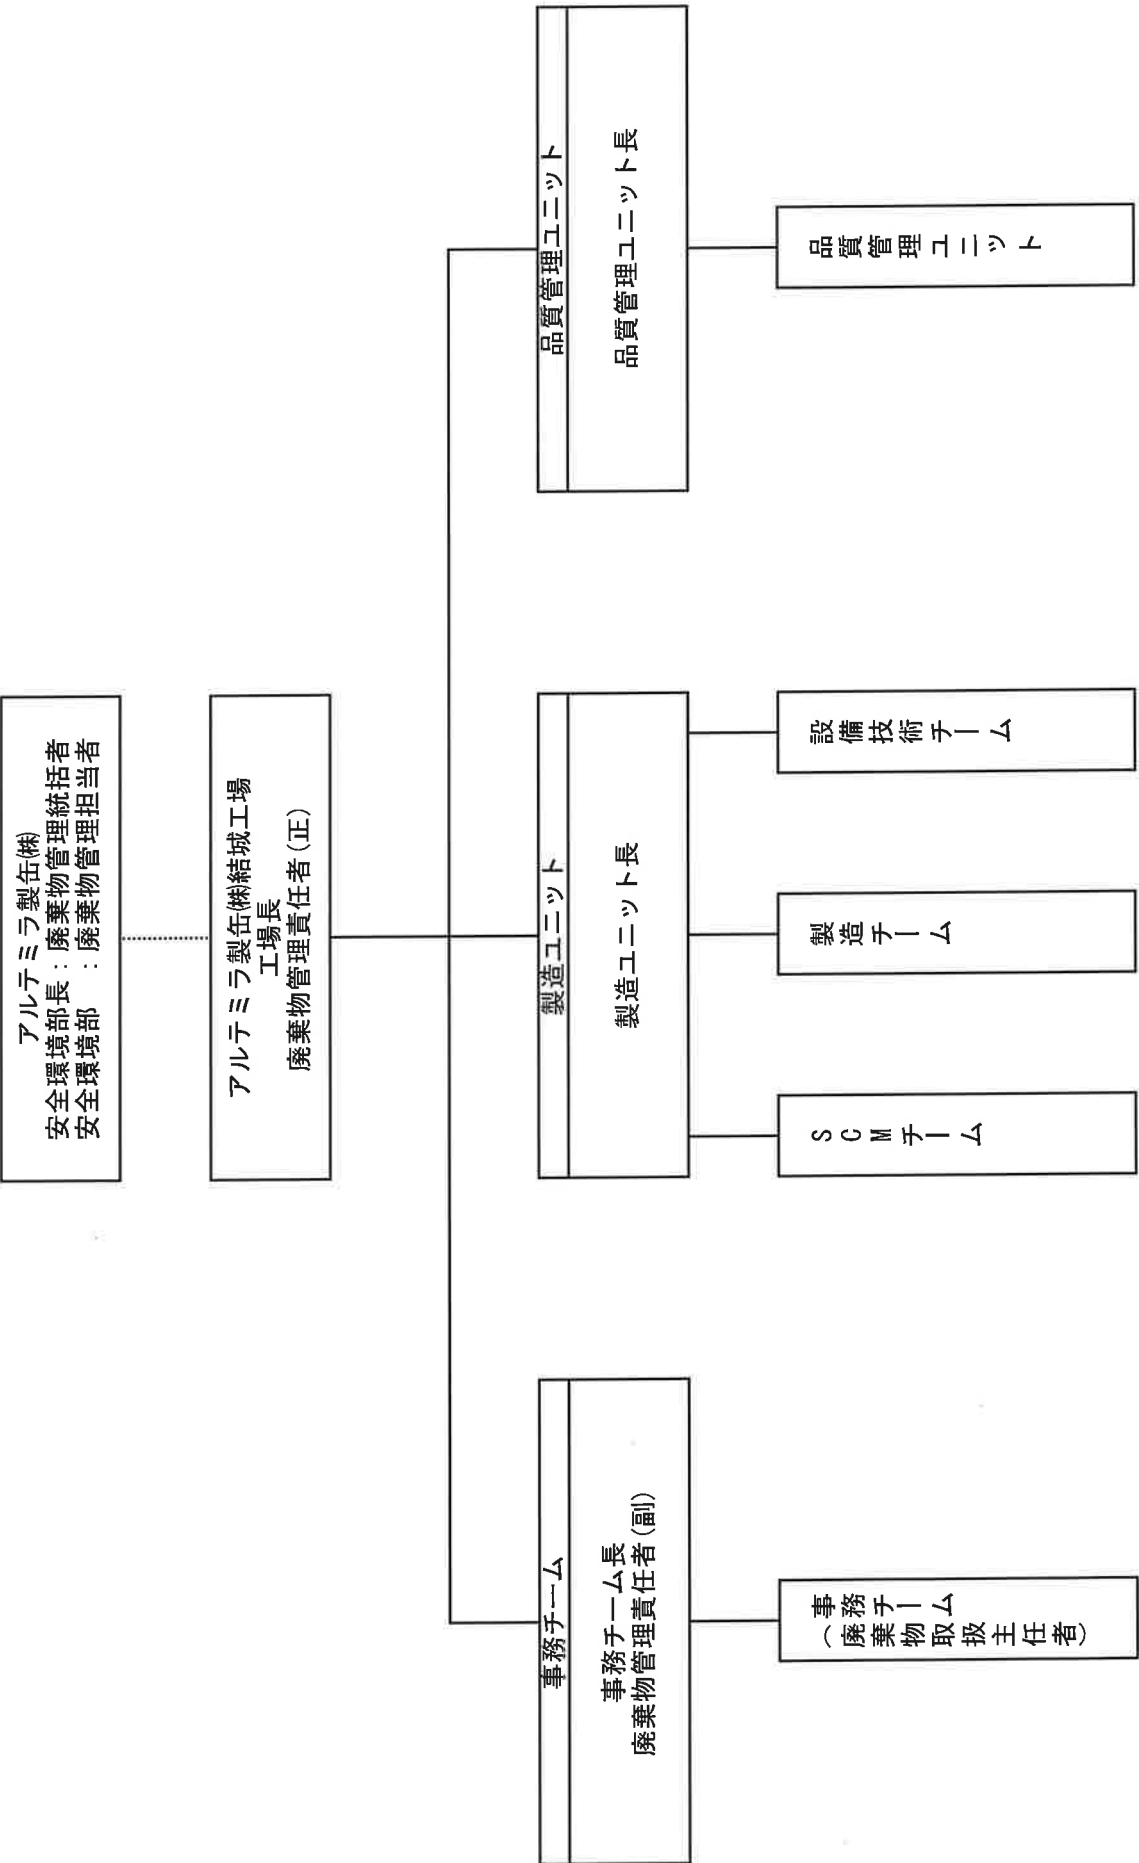 アルテミラ製缶㈱
安全環境部長：廃棄物管理統括者
安全環境部　：廃棄物管理担当者
アルテミラ製缶㈱結城工場
工場長
廃棄物管理責任者(正)
事務チーム
事務チーム長
廃棄物管理責任者(副)
製造ユニット
製造ユニット長
品質管理ユニット
品質管理ユニット長
事務チーム
（廃棄物取扱主任者）
SCMチーム
製造チーム
設備技術チーム
品質管理ユニット